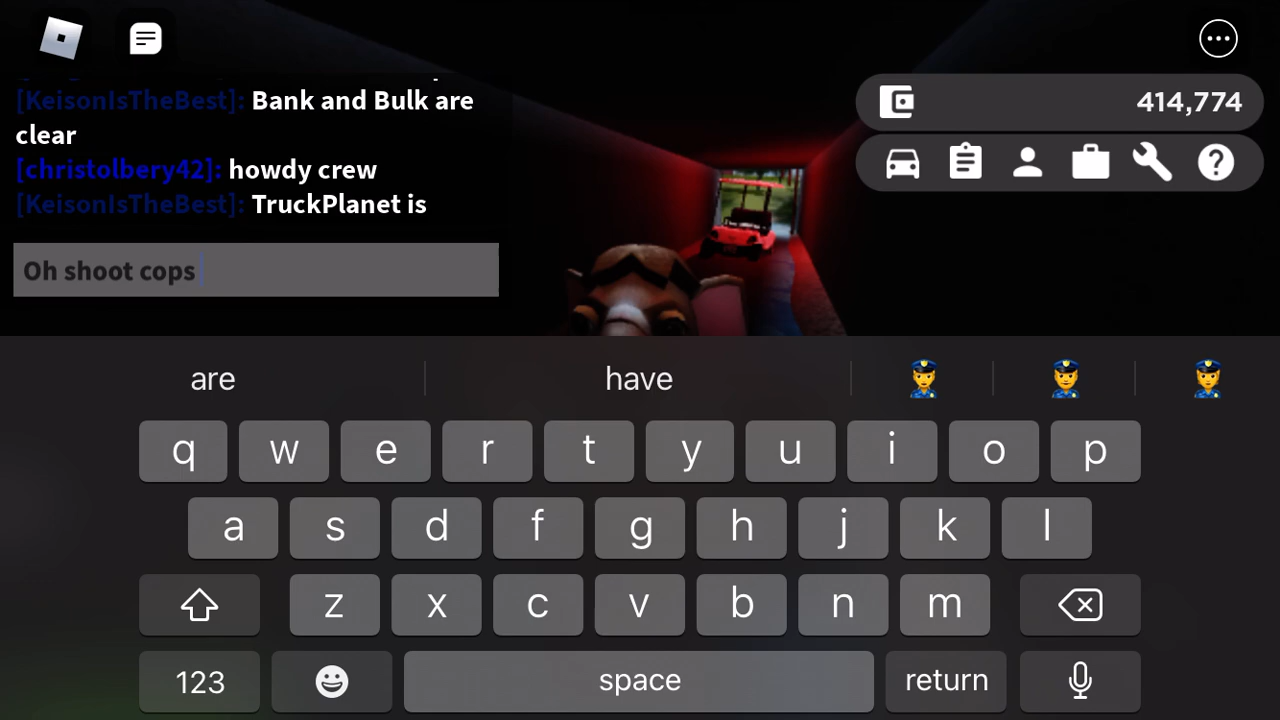 [KeisonIsTheBest]: Bank and Bulk are
clear
[christolbery42]: howdy crew
[KeisonIsTheBest]: TruckPlanet is
Oh shoot cops
414,774
are have
q w e r t y u i o p
a s d f g h j k l
z x c v b n m
123 space return